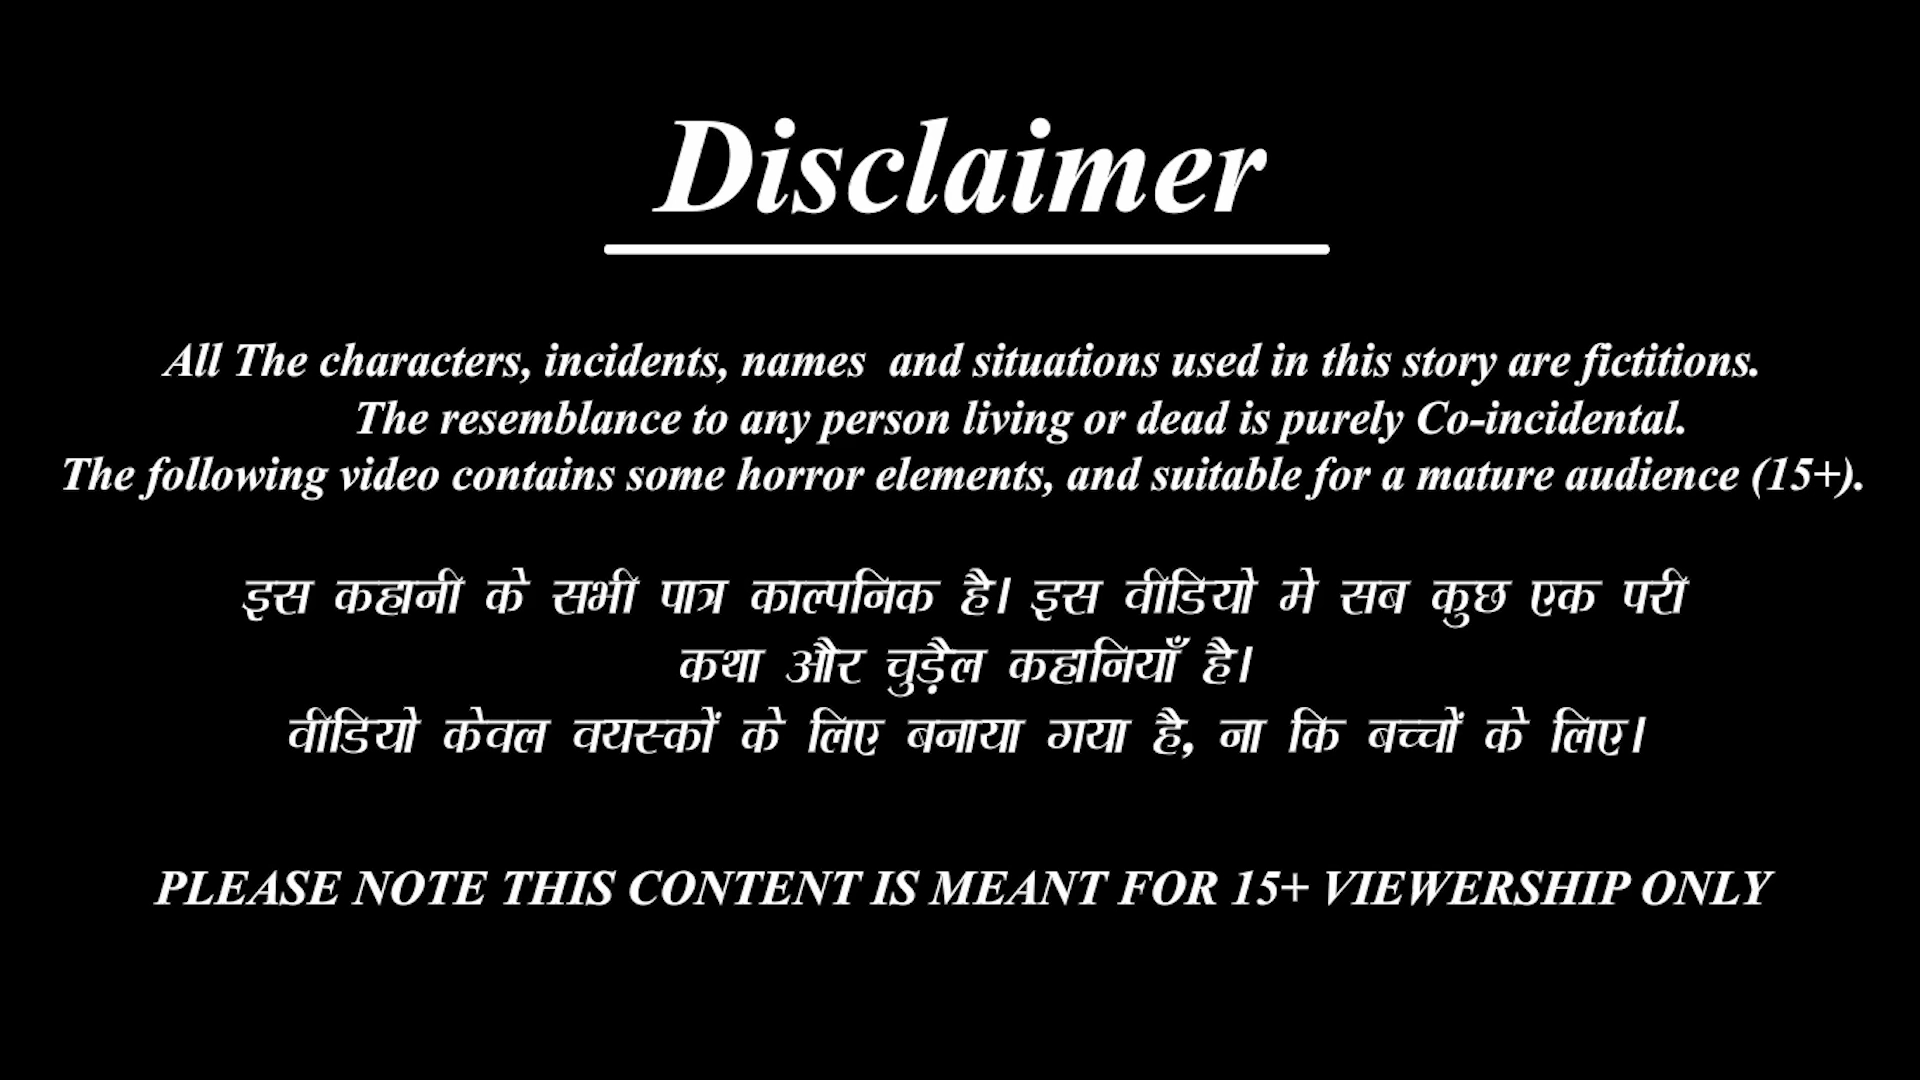 Disclaimer
All The characters, incidents, names and situations used in this story are fictitions.
The resemblance to any person living or dead is purely Co-incidental.
The following video contains some horror elements, and suitable for a mature audience (15+).
इस कहानी के सभी पात्र काल्पनिक है। इस वीडियो मे सब कुछ एक परी
कथा और चुड़ैल कहानियाँ है।
वीडियो केवल वयस्कों के लिए बनाया गया है, ना कि बच्चों के लिए।
PLEASE NOTE THIS CONTENT IS MEANT FOR 15+ VIEWERSHIP ONLY